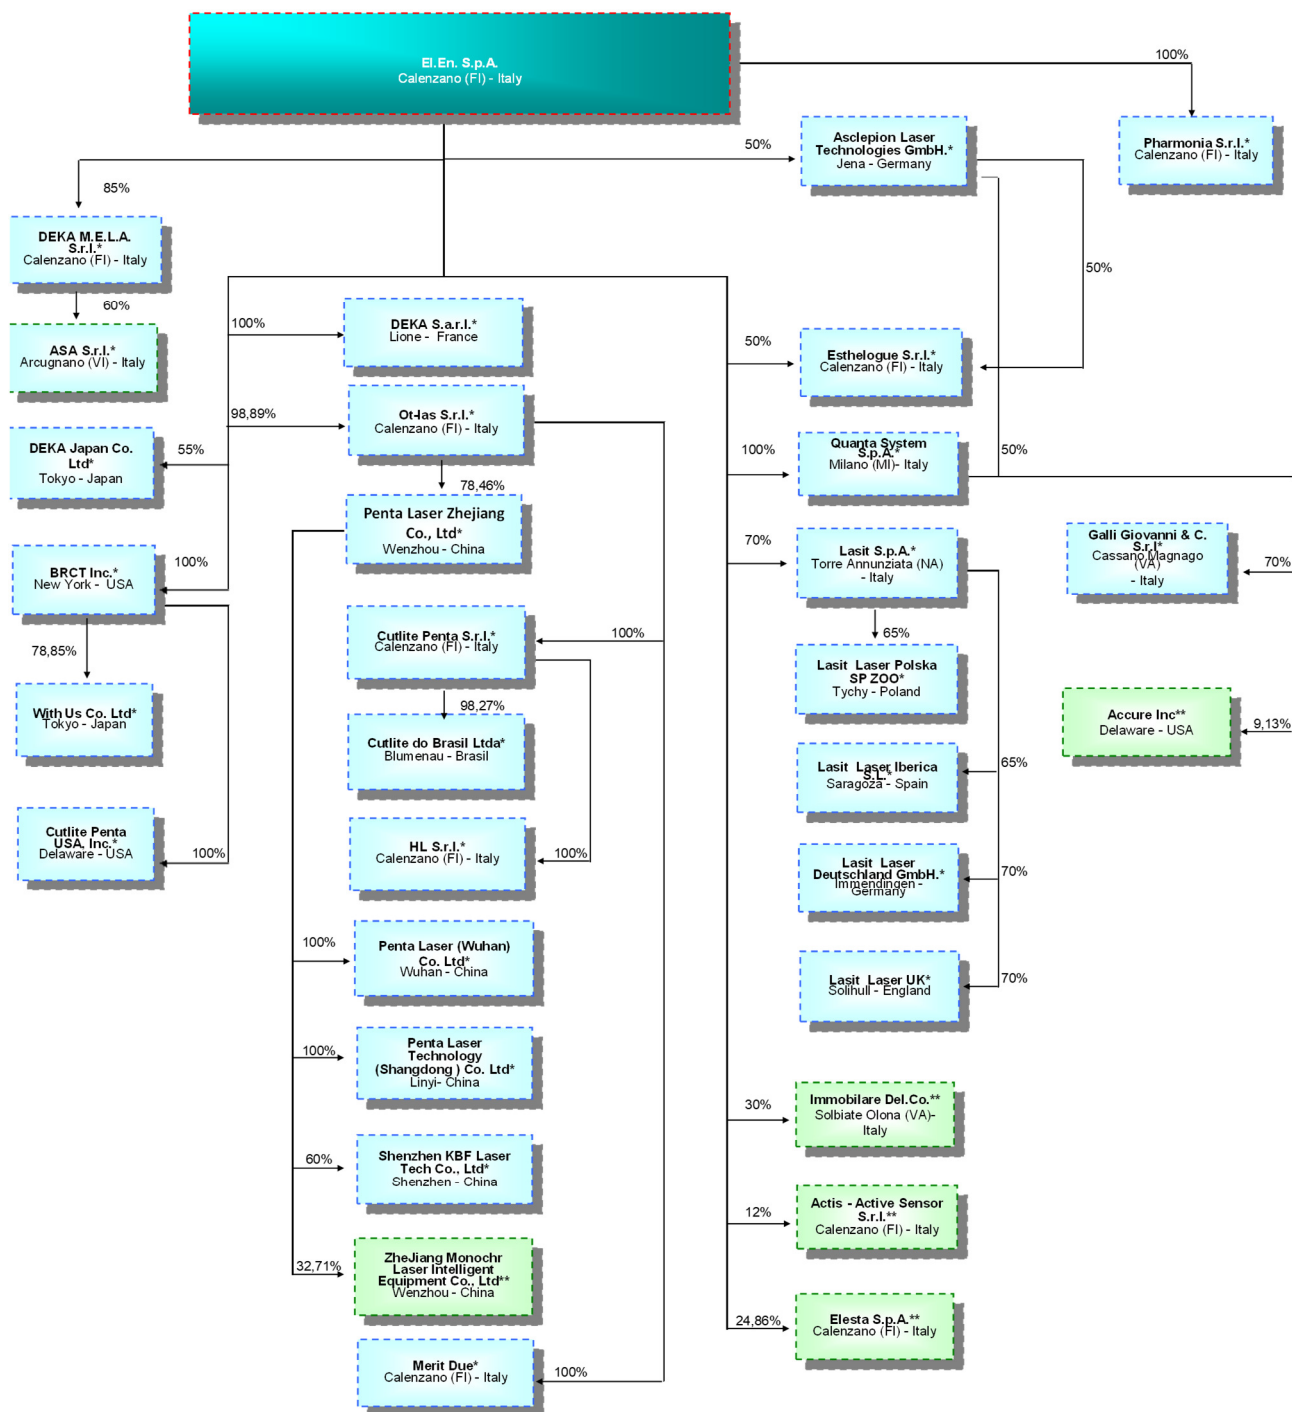 El.En. S.p.A.
Calenzano (FI) - Italy
100%
Asclepion Laser
Technologies GmbH.*
Jena - Germany
50%
Pharmonia S.r.l.*
Calenzano (FI) - Italy
85%
DEKA M.E.L.A.
S.r.l.*
Calenzano (FI) - Italy
50%
60%
ASA S.r.l.*
Arcugnano (VI) - Italy
100%
DEKA S.a.r.l.*
Lione - France
50%
Esthelogue S.r.l.*
Calenzano (FI) - Italy
98,89%
Ot-las S.r.l.*
Calenzano (FI) - Italy
DEKA Japan Co.
Ltd*
Tokyo - Japan
55%
100%
Quanta System
S.p.A.*
Milano (MI)- Italy
50%
78,46%
Penta Laser Zhejiang
Co., Ltd*
Wenzhou - China
70%
Lasit S.p.A.*
Torre Annunziata (NA)
- Italy
Galli Giovanni & C.
S.r.l*
Cassano Magnago
(VA)
- Italy
70%
BRCT Inc.*
New York - USA
100%
78,85%
Cutlite Penta S.r.l.*
Calenzano (FI) - Italy
100%
65%
Lasit Laser Polska
SP ZOO*
Tychy - Poland
With Us Co. Ltd*
Tokyo - Japan
98,27%
Cutlite do Brasil Ltda*
Blumenau - Brasil
Accure Inc**
Delaware - USA
9,13%
Lasit Laser Iberica
S.L.*
Saragoza - Spain
65%
Cutlite Penta
USA, Inc.*
Delaware - USA
100%
HL S.r.l.*
Calenzano (FI) - Italy
100%
Lasit Laser
Deutschland GmbH.*
Immendingen -
Germany
70%
100%
Penta Laser (Wuhan)
Co. Ltd*
Wuhan - China
Lasit Laser UK*
Solihull - England
70%
100%
Penta Laser
Technology
(Shangdong ) Co. Ltd*
Linyi- China
30%
Immobilare Del.Co.**
Solbiate Olona (VA)-
Italy
60%
Shenzhen KBF Laser
Tech Co., Ltd*
Shenzhen - China
12%
Actis - Active Sensor
S.r.l.**
Calenzano (FI) - Italy
32,71%
ZheJiang Monochr
Laser Intelligent
Equipment Co., Ltd**
Wenzhou - China
24,86%
Elesta S.p.A.**
Calenzano (FI) - Italy
Merit Due*
Calenzano (FI) - Italy
100%